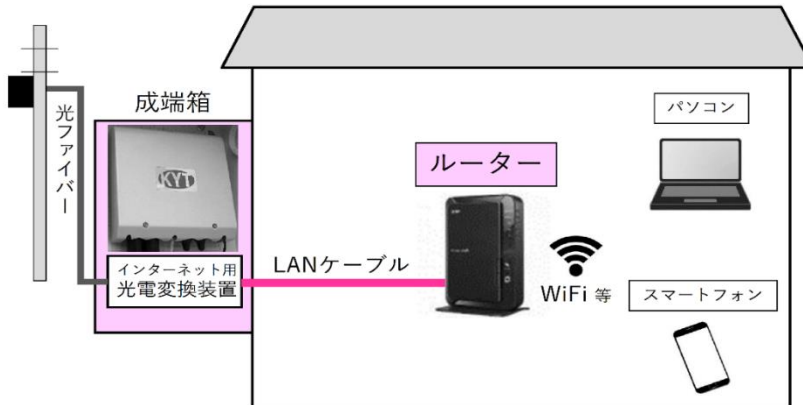 成端箱
光ファイバー
KYT
インターネット用
光電変換装置
LANケーブル
ルーター
WiFi 等
パソコン
スマートフォン